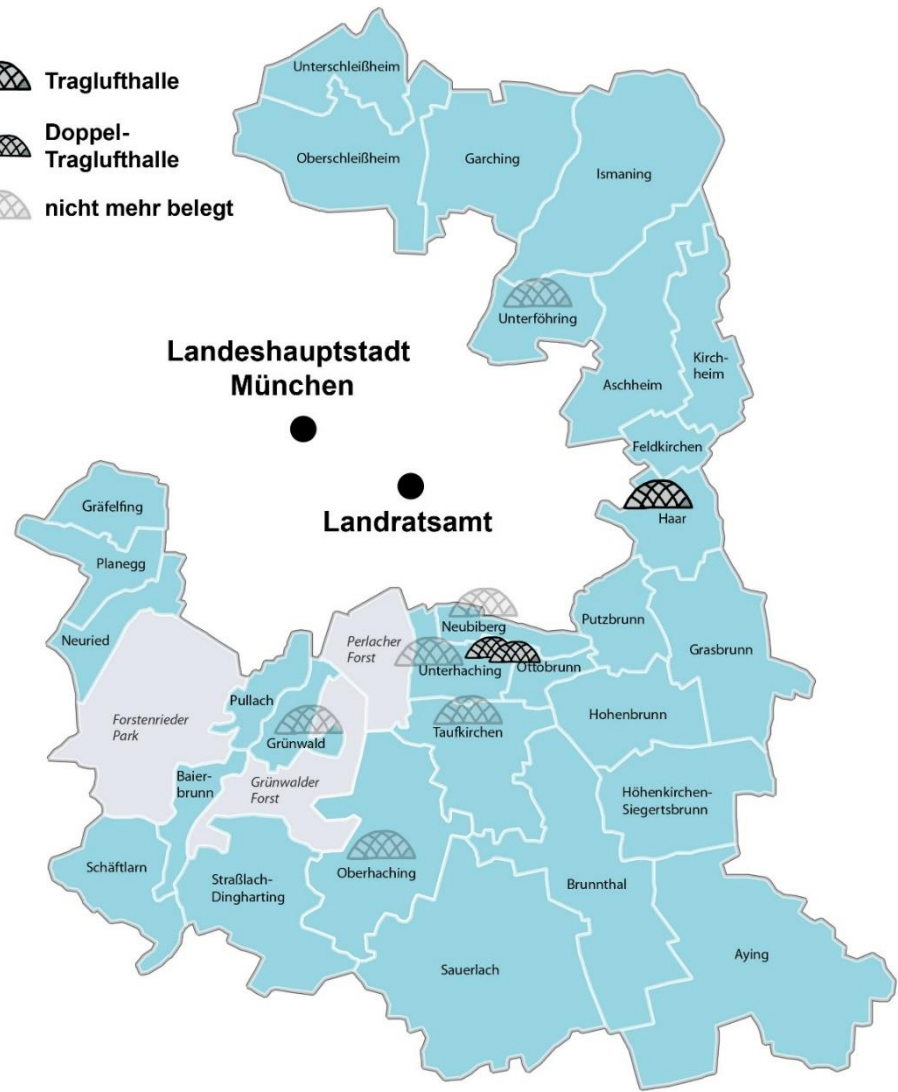 Traglufthalle
Doppel-
Traglufthalle
nicht mehr belegt
Unterschleißheim
Oberschleißheim
Garching
Ismaning
Unterföhring
Landeshauptstadt
München
Kirch-
heim
Aschheim
Feldkirchen
Landratsamt
Haar
Gräfelfing
Planegg
Neuried
Perlacher
Forst
Neubiberg
Putzbrunn
Unterhaching
Ottobrunn
Grasbrunn
Pullach
Forstenrieder
Park
Grünwald
Taufkirchen
Hohenbrunn
Baier-
brunn
Grünwalder
Forst
Höhenkirchen-
Siegertsbrunn
Schäftlarn
Straßlach-
Dingharting
Oberhaching
Brunnthal
Sauerlach
Aying